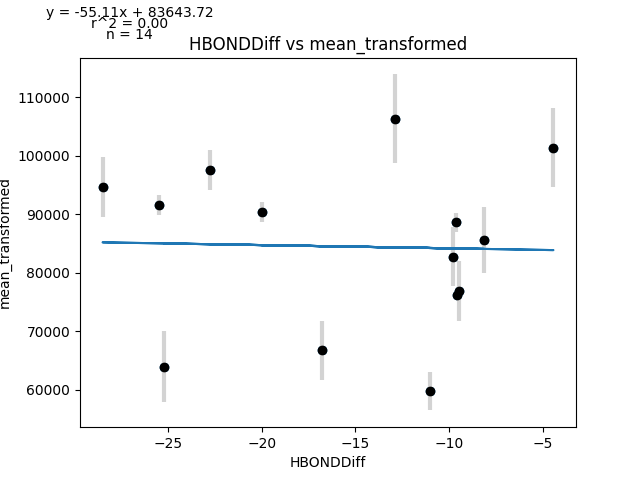 y = -55.11x + 83643.72
r^2 = 0.00
n = 14
HBONDDiff vs mean_transformed
110000
100000
90000
80000
70000
60000
mean_transformed
−25
−20
−15
−10
−5
HBONDDiff